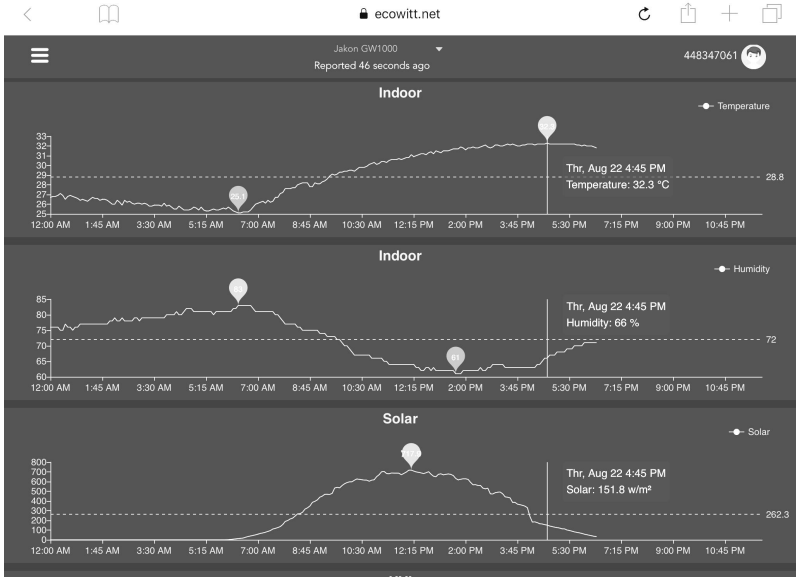 ecowitt.net
Jakon GW1000
Reported 46 seconds ago
448347061
Indoor
Temperature
33
32
31
30
29
28
27
26
25
25.1
32.3
Thr, Aug 22 4:45 PM
Temperature: 32.3 °C
28.8
12:00 AM 1:45 AM 3:30 AM 5:15 AM 7:00 AM 8:45 AM 10:30 AM 12:15 PM 2:00 PM 3:45 PM 5:30 PM 7:15 PM 9:00 PM 10:45 PM
Indoor
Humidity
85
80
75
70
65
60
83
61
Thr, Aug 22 4:45 PM
Humidity: 66 %
72
12:00 AM 1:45 AM 3:30 AM 5:15 AM 7:00 AM 8:45 AM 10:30 AM 12:15 PM 2:00 PM 3:45 PM 5:30 PM 7:15 PM 9:00 PM 10:45 PM
Solar
Solar
800
700
600
500
400
300
200
100
0
Thr, Aug 22 4:45 PM
Solar: 151.8 w/m²
262.3
12:00 AM 1:45 AM 3:30 AM 5:15 AM 7:00 AM 8:45 AM 10:30 AM 12:15 PM 2:00 PM 3:45 PM 5:30 PM 7:15 PM 9:00 PM 10:45 PM